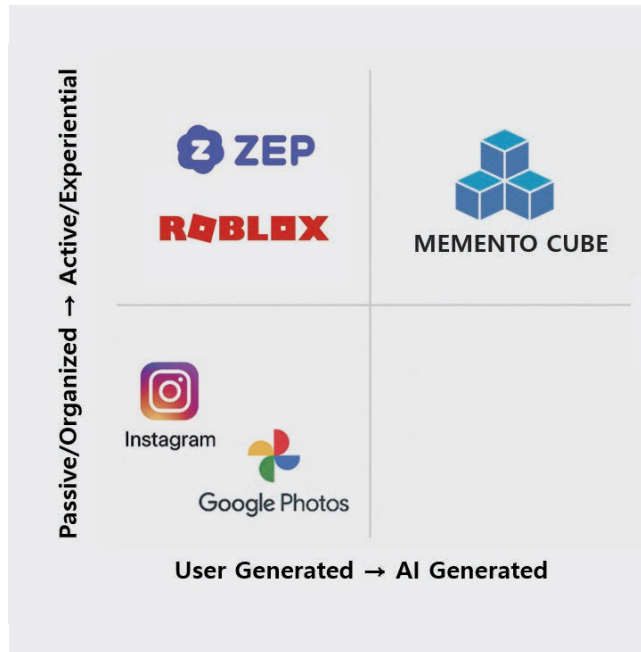 Passive/Organized → Active/Experiential
Z ZEP
ROBLOX
MEMENTO CUBE
Instagram
Google Photos
User Generated → AI Generated